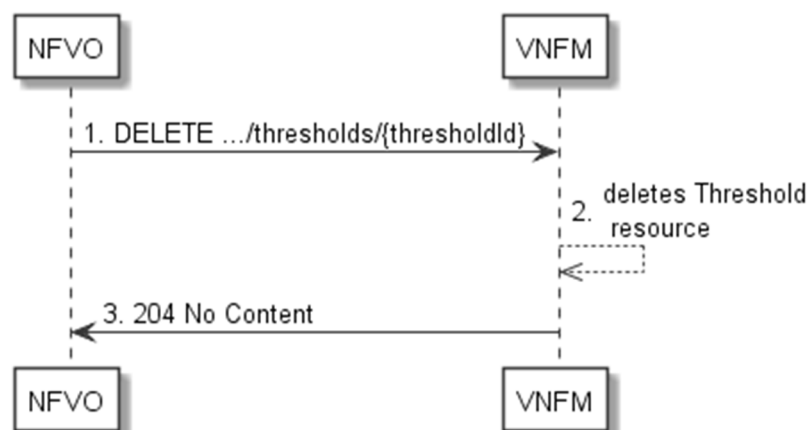 NFVO
VNFM
1. DELETE .../thresholds/{thresholdId}
2. deletes Threshold
resource
3. 204 No Content
NFVO
VNFM